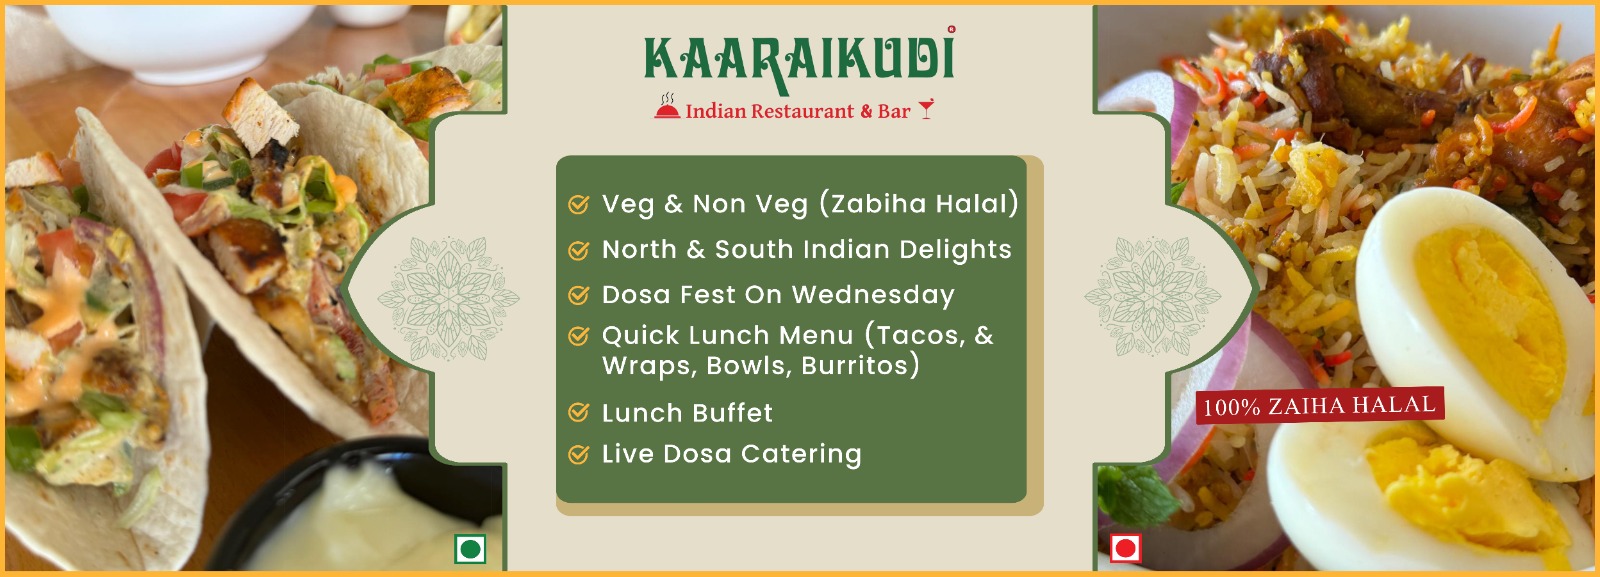 KAARAIKUDI
Indian Restaurant & Bar
Veg & Non Veg (Zabiha Halal)
North & South Indian Delights
Dosa Fest On Wednesday
Quick Lunch Menu (Tacos, &
Wraps, Bowls, Burritos)
Lunch Buffet
Live Dosa Catering
100% ZAIHA HALAL